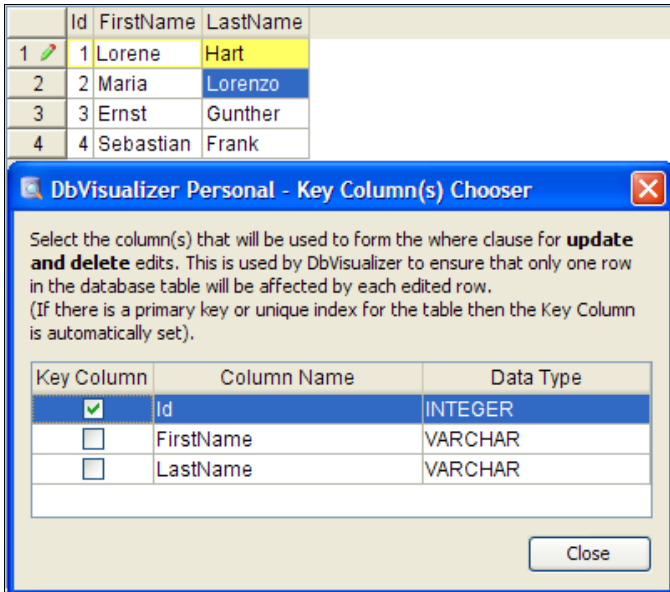 Id FirstName LastName
1 1 Lorene Hart
2 2 Maria Lorenzo
3 3 Ernst Gunther
4 4 Sebastian Frank
DbVisualizer Personal - Key Column(s) Chooser
Select the column(s) that will be used to form the where clause for update
and delete edits. This is used by DbVisualizer to ensure that only one row
in the database table will be affected by each edited row.
(If there is a primary key or unique index for the table then the Key Column
is automatically set).
Key Column Column Name Data Type
Id INTEGER
FirstName VARCHAR
LastName VARCHAR
Close